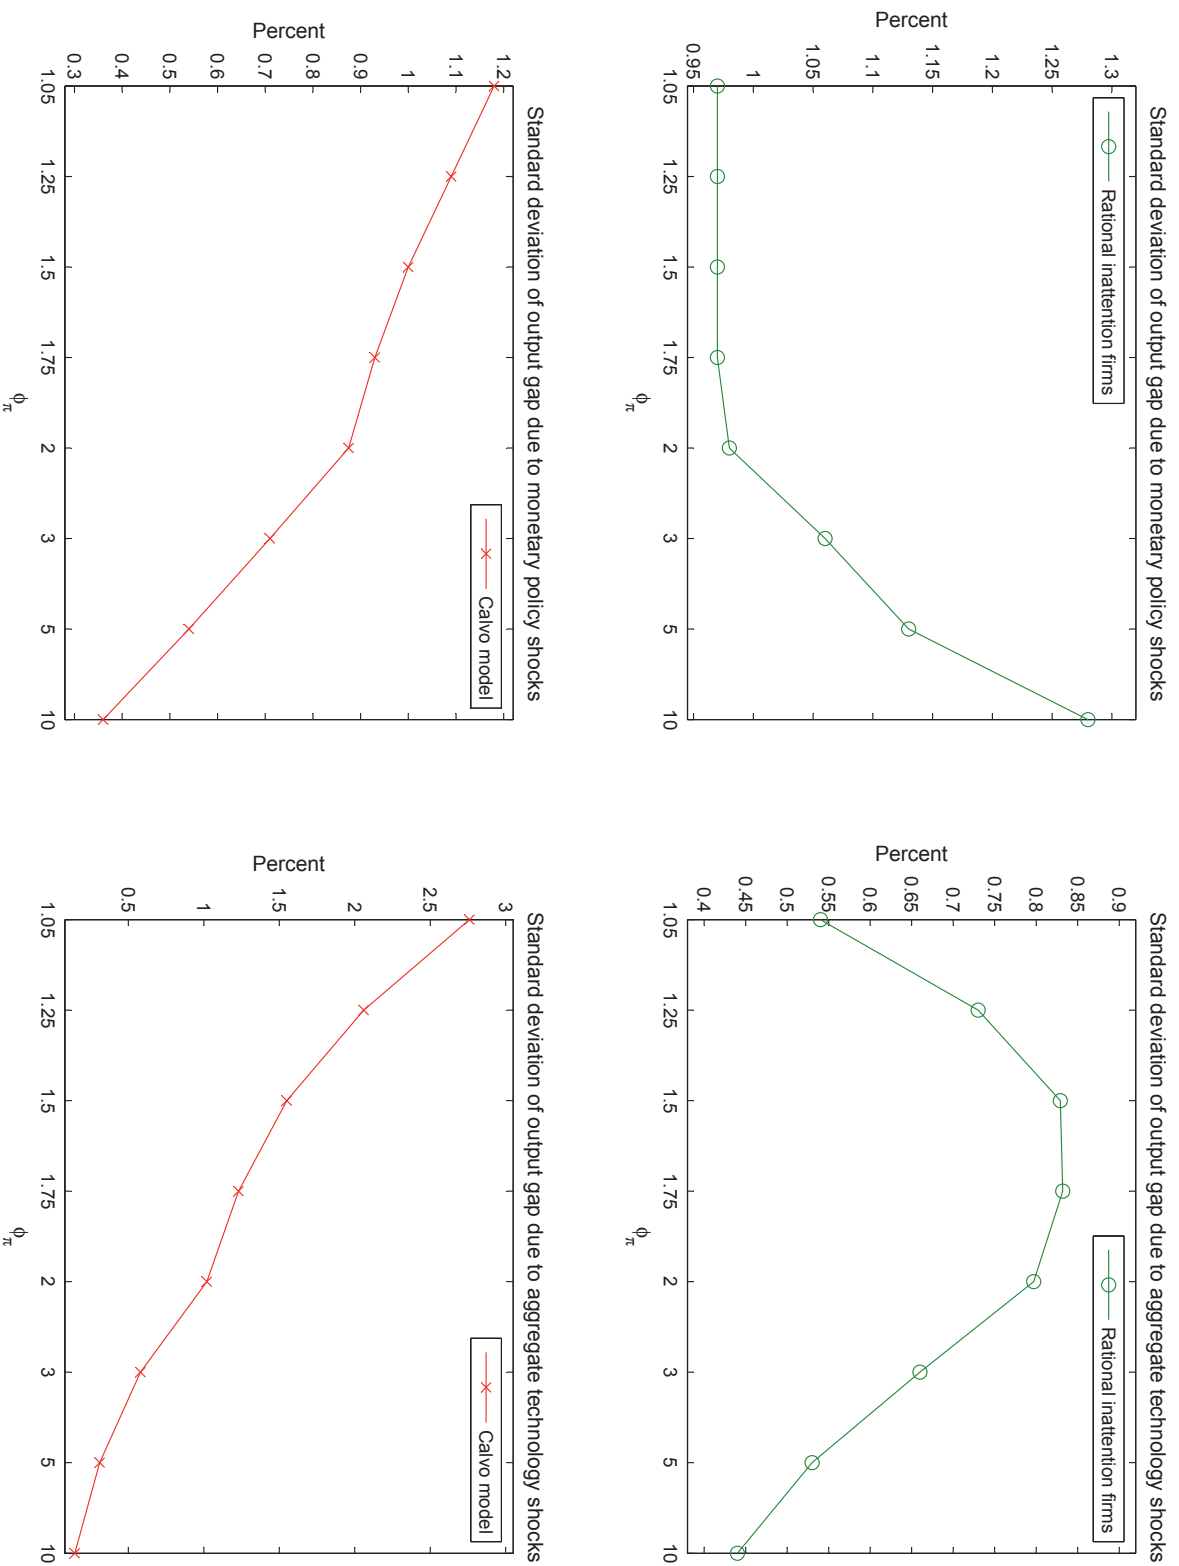 Standard deviation of output gap due to monetary policy shocks
Rational inattention firms
Percent
1.3
1.25
1.2
1.15
1.1
1.05
1
0.95
1.05 1.25 1.5 1.75 2 3 5 10
ϕπ
Standard deviation of output gap due to aggregate technology shocks
Rational inattention firms
Percent
0.9
0.85
0.8
0.75
0.7
0.65
0.6
0.55
0.5
0.45
0.4
1.05 1.25 1.5 1.75 2 3 5 10
ϕπ
Standard deviation of output gap due to monetary policy shocks
Calvo model
Percent
1.2
1.1
1
0.9
0.8
0.7
0.6
0.5
0.4
0.3
1.05 1.25 1.5 1.75 2 3 5 10
ϕπ
Standard deviation of output gap due to aggregate technology shocks
Calvo model
Percent
3
2.5
2
1.5
1
0.5
1.05 1.25 1.5 1.75 2 3 5 10
ϕπ